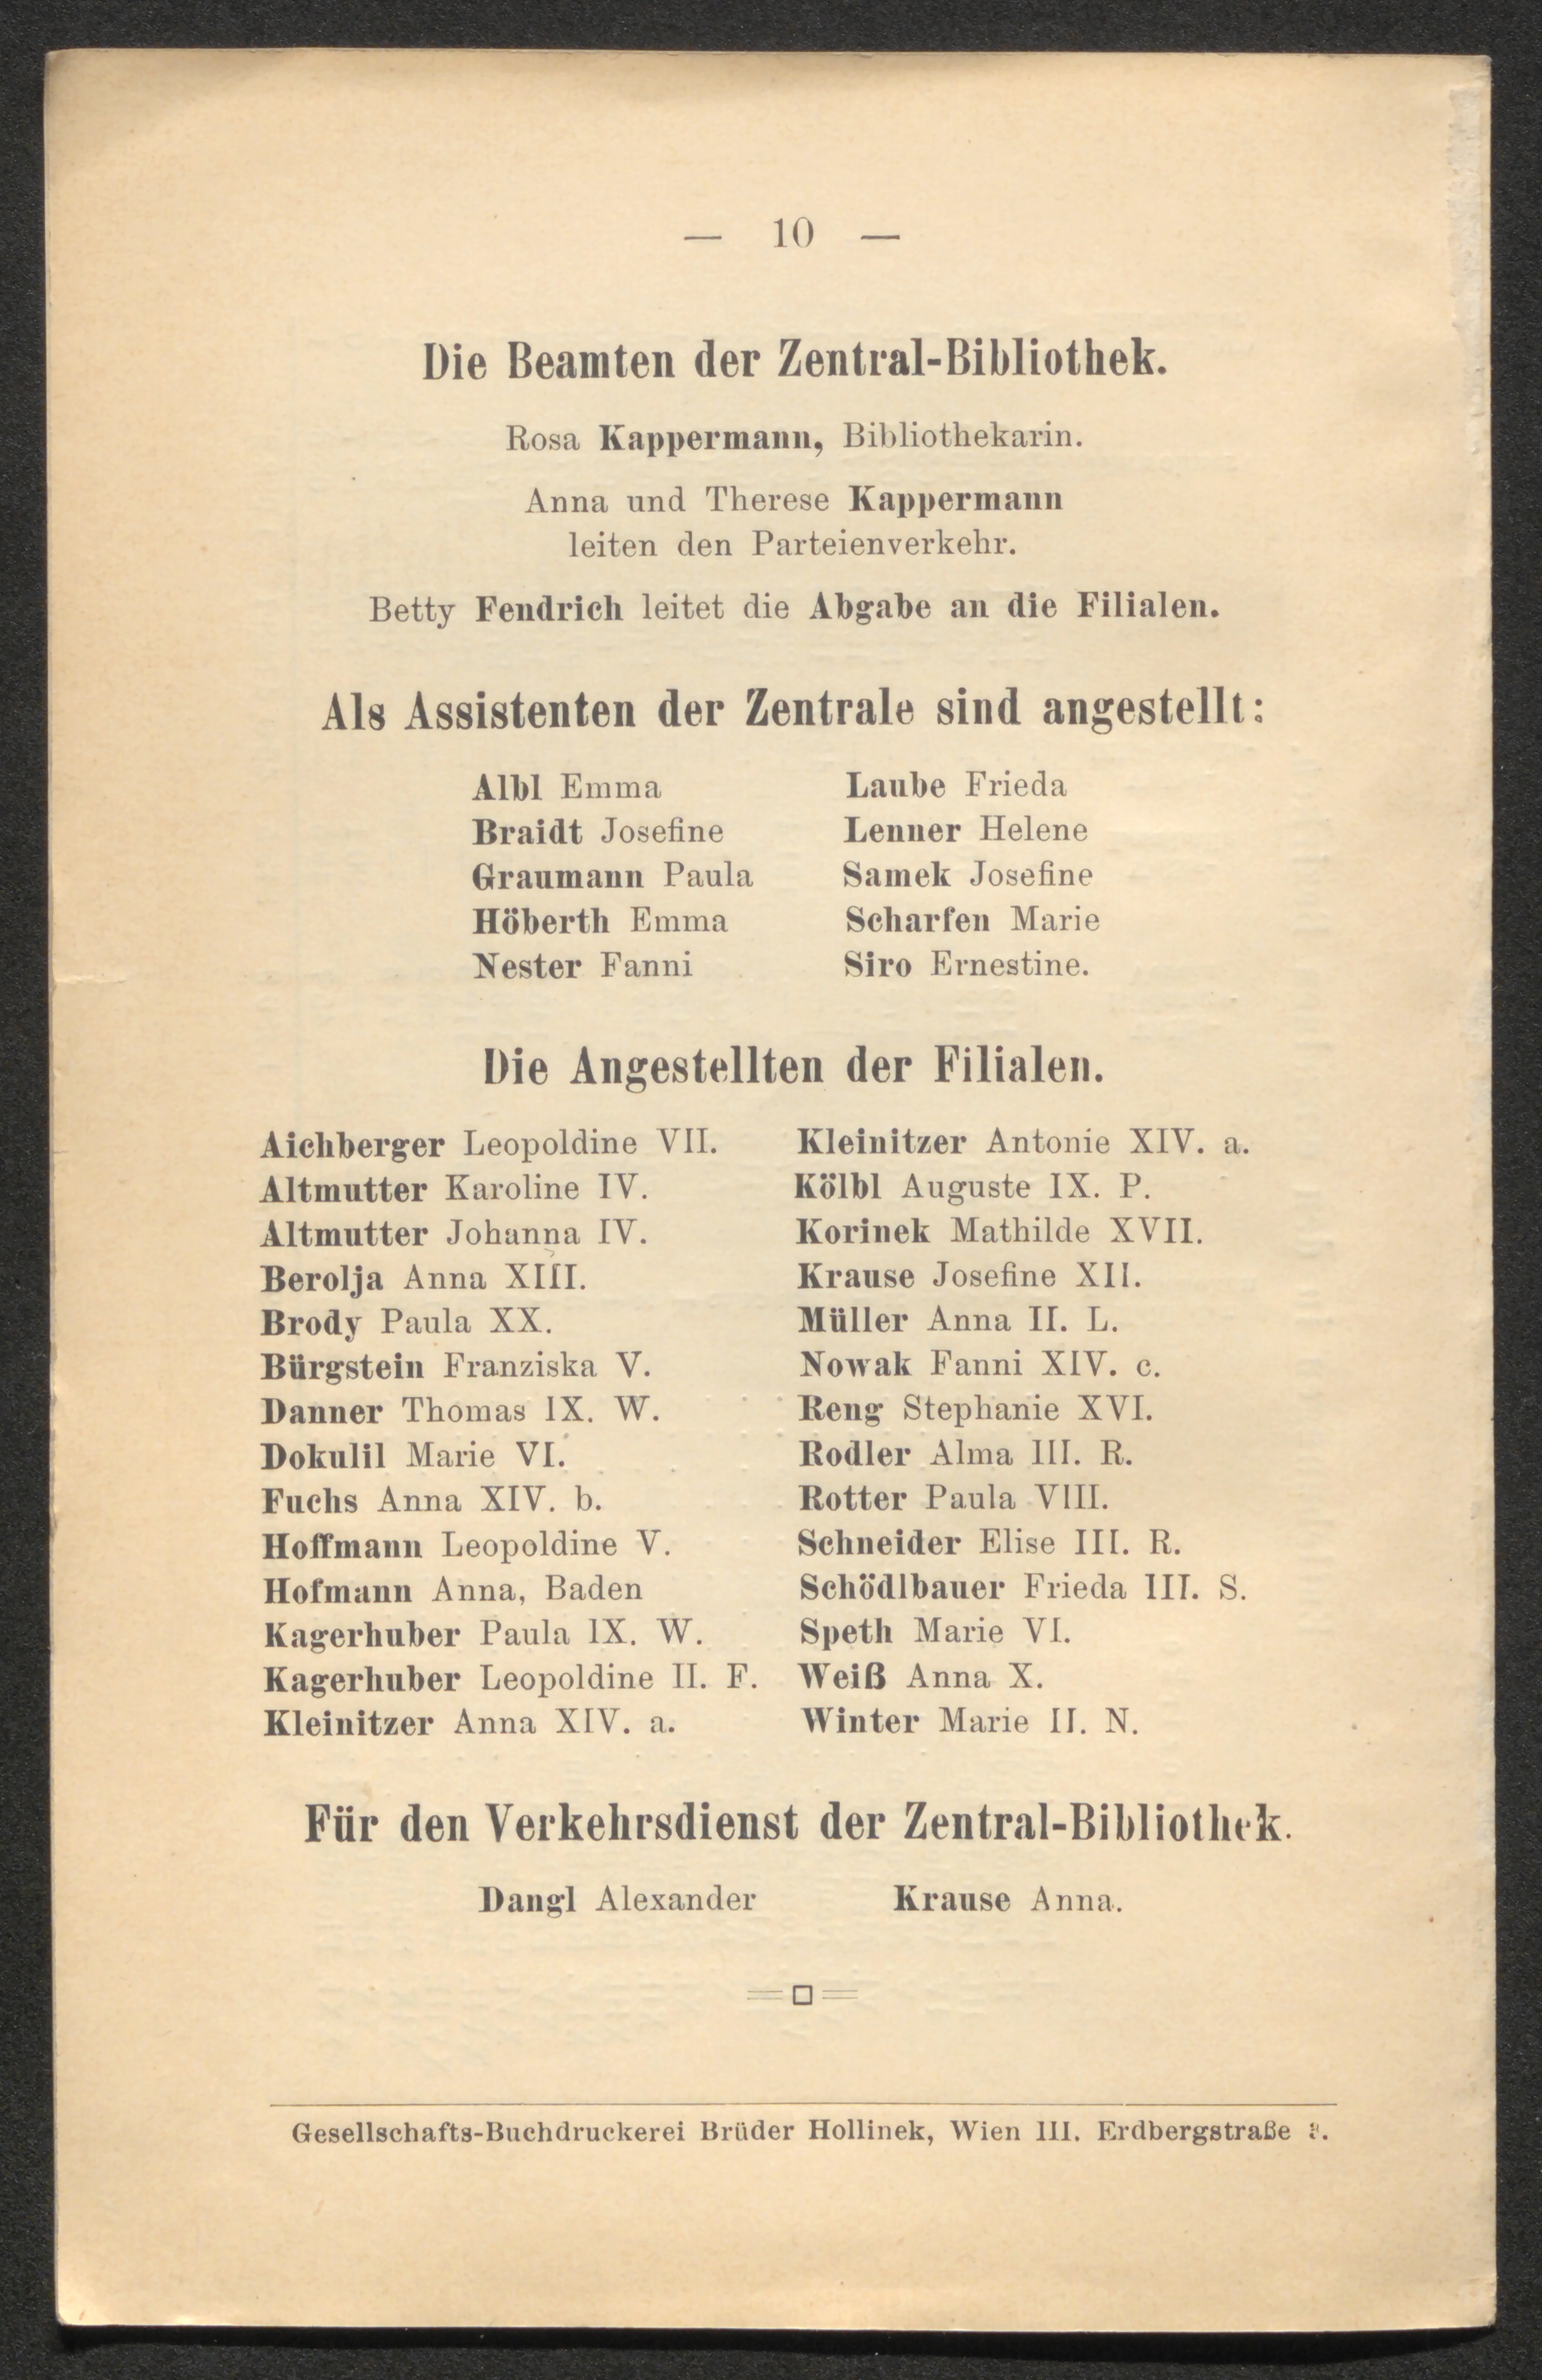 — 10 —
Die Beamten der Zentral-Bibliothek.
Rosa Kappermann, Bibliothekarin.
Anna und Therese Kappermann
leiten den Parteienverkehr.
Betty Fendrich leitet die Abgabe an die Filialen.
Als Assistenten der Zentrale sind angestellt:
Albl Emma
Braidt Josefine
Graumann Paula
Höberth Emma
Nester Fanni
Laube Frieda
Lenner Helene
Samek Josefine
Scharfen Marie
Siro Ernestine.
Die Angestellten der Filialen.
Aichberger Leopoldine VII.
Altmutter Karoline IV.
Altmutter Johanna IV.
Berolja Anna XIII.
Brody Paula XX.
Bürgstein Franziska V.
Danner Thomas IX. W.
Dokulil Marie VI.
Fuchs Anna XIV. b.
Hoffmann Leopoldine V.
Hofmann Anna, Baden
Kagerhuber Paula IX. W.
Kagerhuber Leopoldine II. F.
Kleinitzer Anna XIV. a.
Kleinitzer Antonie XIV. a.
Kölbl Auguste IX. P.
Korinek Mathilde XVII.
Krause Josefine XII.
Müller Anna II. L.
Nowak Fanni XIV. c.
Reng Stephanie XVI.
Rodler Alma III. R.
Rotter Paula VIII.
Schneider Elise III. R.
Schödlbauer Frieda III. S.
Speth Marie VI.
Weiß Anna X.
Winter Marie II. N.
Für den Verkehrsdienst der Zentral-Bibliothek.
Dangl Alexander
Krause Anna.
Gesellschafts-Buchdruckerei Brüder Hollinek, Wien III. Erdbergstraße